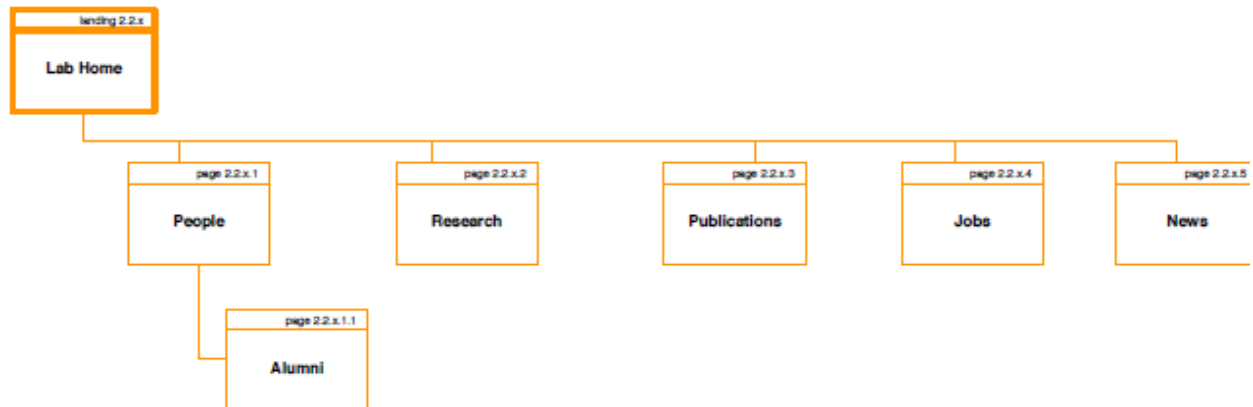 landing 2.2.x
Lab Home
page 2.2.x.1
People
page 2.2.x.2
Research
page 2.2.x.3
Publications
page 2.2.x.4
Jobs
page 2.2.x.5
News
page 2.2.x.1.1
Alumni